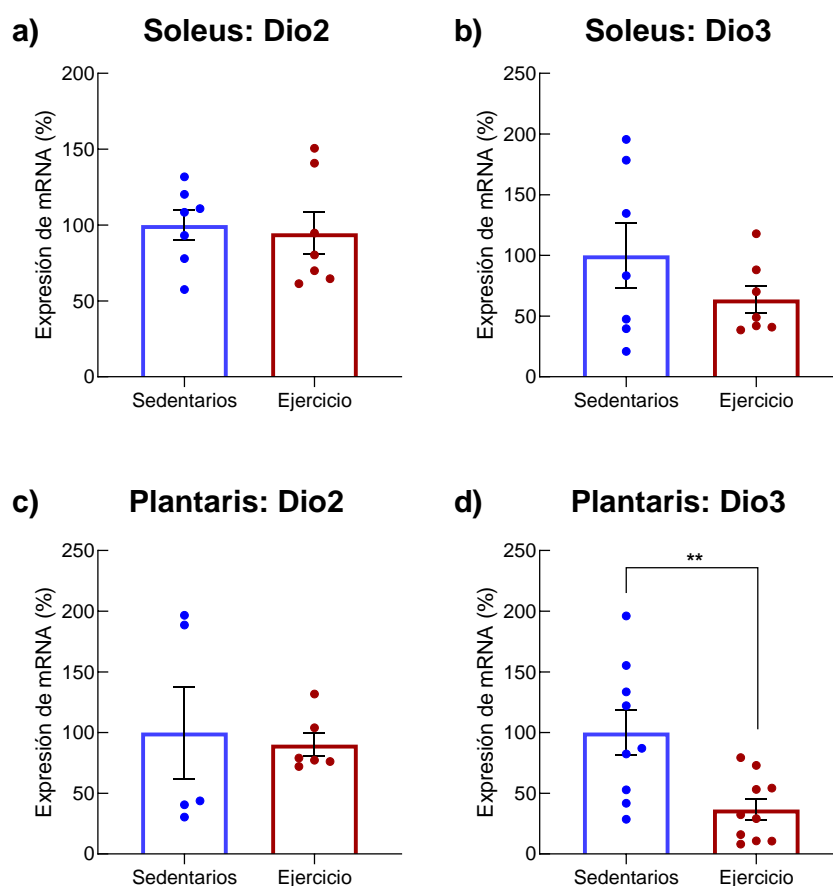 a) Soleus: Dio2
Expresión de mRNA (%)
200
150
100
50
0
Sedentarios Ejercicio
b) Soleus: Dio3
Expresión de mRNA (%)
250
200
150
100
50
0
Sedentarios Ejercicio
c) Plantaris: Dio2
Expresión de mRNA (%)
250
200
150
100
50
0
Sedentarios Ejercicio
d) Plantaris: Dio3
Expresión de mRNA (%)
250
200
150
100
50
0
**
Sedentarios Ejercicio